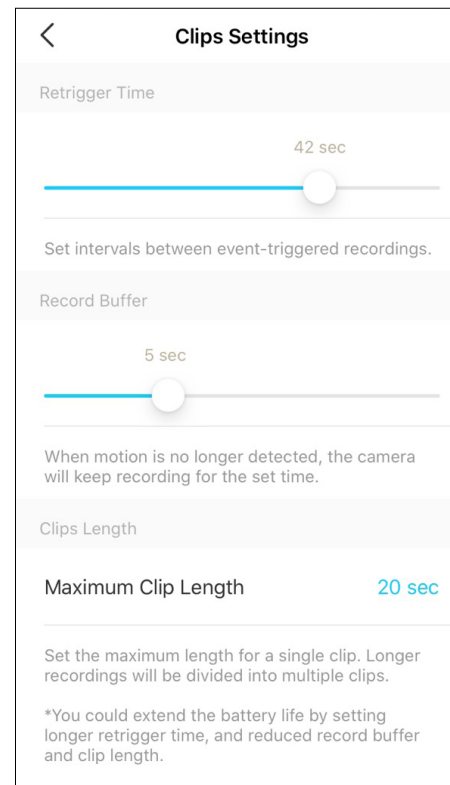 Clips Settings
Retrigger Time
42 sec
Set intervals between event-triggered recordings.
Record Buffer
5 sec
When motion is no longer detected, the camera
will keep recording for the set time.
Clips Length
Maximum Clip Length 20 sec
Set the maximum length for a single clip. Longer
recordings will be divided into multiple clips.
*You could extend the battery life by setting
longer retrigger time, and reduced record buffer
and clip length.